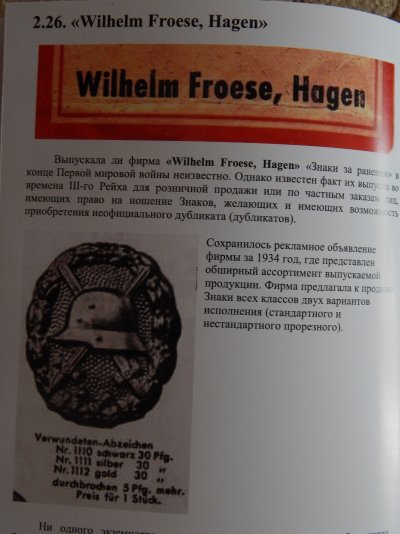 2.26. «Wilhelm Froese, Hagen»
Wilhelm Froese, Hagen
Выпускала ли фирма «Wilhelm Froese, Hagen» «Знаки за ранение» в
конце Первой мировой войны неизвестно. Однако известен факт их выпуска во
времена III-го Рейха для розничной продажи или по частным заказам лиц,
имеющих право на ношение Знаков, желающих и имеющих возможность
приобретения неофициального дубликата (дубликатов).
Сохранилось рекламное объявление
фирмы за 1934 год, где представлен
обширный ассортимент выпускаемой
продукции. Фирма предлагала к продаже
Знаки всех классов двух вариантов
исполнения (стандартного и
нестандартного прорезного).
Verwundeten-Abzeichen
Nr. 1110 schwarz 30 Pfg.
Nr. 1111 silber 30 "
Nr. 1112 gold 30 "
durchbrochen 5 Pfg. mehr.
Preis für 1 Stück.
Ни одного